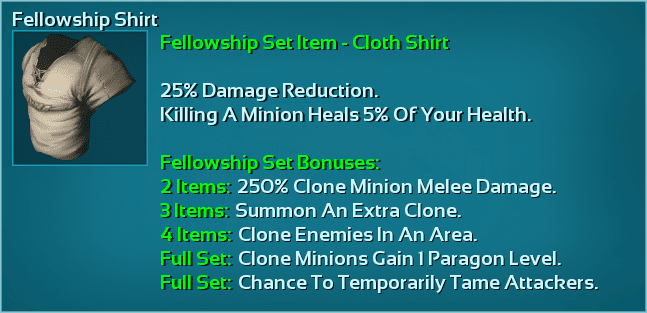 Fellowship Shirt
Fellowship Set Item - Cloth Shirt
25% Damage Reduction.
Killing A Minion Heals 5% Of Your Health.
Fellowship Set Bonuses:
2 Items: 250% Clone Minion Melee Damage.
3 Items: Summon An Extra Clone.
4 Items: Clone Enemies In An Area.
Full Set: Clone Minions Gain 1 Paragon Level.
Full Set: Chance To Temporarily Tame Attackers.